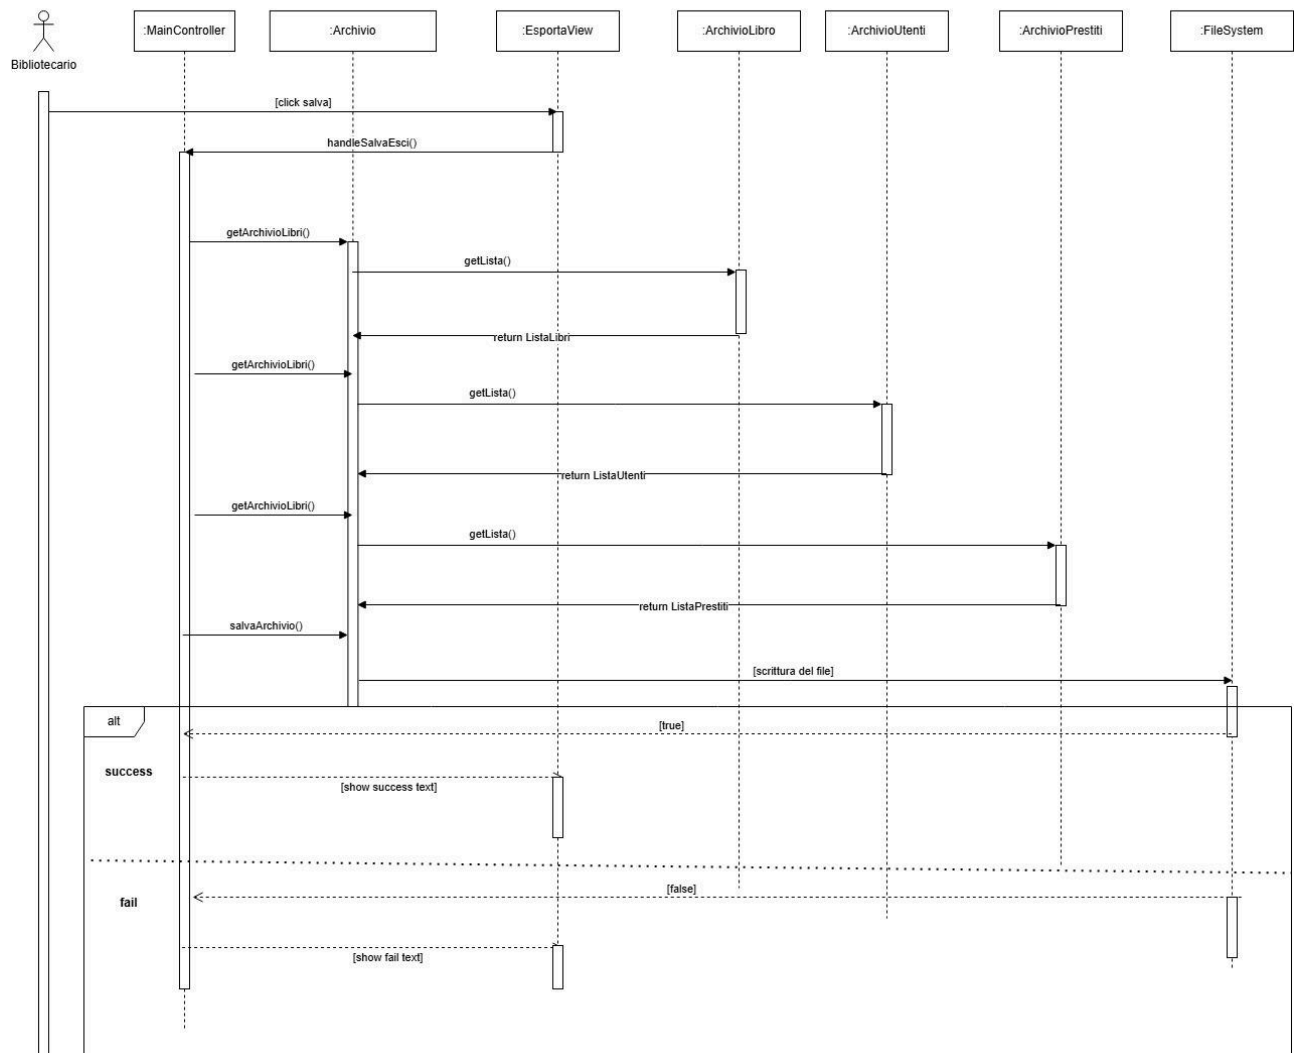 :MainController
:Archivio
:EsportaView
:ArchivioLibro
:ArchivioUtenti
:ArchivioPrestiti
:FileSystem
Bibliotecario
[click salva]
handleSalvaEsci()
getArchivioLibri()
getLista()
return ListaLibri
getArchivioLibri()
getLista()
return ListaUtenti
getArchivioLibri()
getLista()
return ListaPrestiti
salvaArchivio()
[scrittura del file]
alt
[true]
success
[show success text]
[false]
fail
[show fail text]